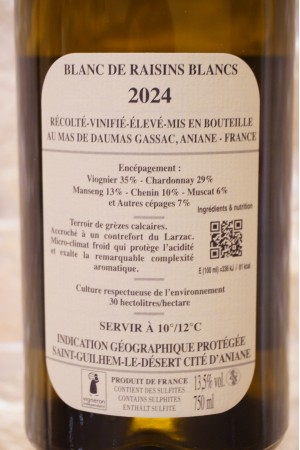 BLANC DE RAISINS BLANCS
2024
RÉCOLTÉ-VINIFIÉ-ÉLEVÉ-MIS EN BOUTEILLE
AU MAS DE DAUMAS GASSAC, ANIANE - FRANCE
Encépagement :
Viognier 35% - Chardonnay 29%
Manseng 13% - Chenin 10% - Muscat 6%
et Autres cépages 7%
Ingrédients & nutrition
Terroir de grèzes calcaires.
Accroché à un contrefort du Larzac.
Micro-climat froid qui protège l'acidité
et exalte la remarquable complexité
aromatique.
E (100 ml)
Culture respectueuse de l'environnement
30 hectolitres/hectare
SERVIR À 10°/12°C
INDICATION GÉOGRAPHIQUE PROTÉGÉE
SAINT-GUILHEM-LE-DÉSERT CITÉ D'ANIANE
vigneron
PRODUIT DE FRANCE
CONTIENT DES SULFITES
CONTAINS SULPHITES
ENTHÄLT SULFITE
13,5% vol.
750 ml